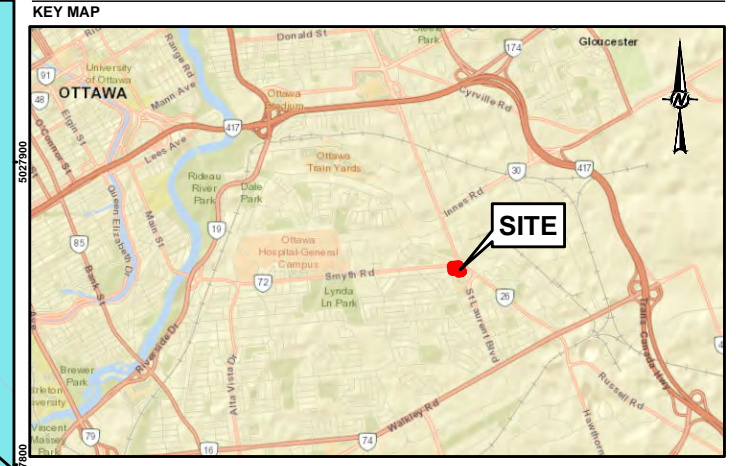 KEY MAP
Donald St
Park
174
Gloucester
Range Rd
91
University
of Ottawa
OTTAWA
Mann Ave
48
Ottawa
Stadium
Cyrville Rd
Elgin St
O'Connor St
417
Lees Ave
5027900
Ottawa
Train Yards
30
417
Rideau
River
Park
Dale
Park
Innes Rd
Queen Elizabeth Dr
Main St
SITE
19
85
Ottawa
Hospital-General
Campus
Smyth Rd
72
Bank St
Lynda
Ln Park
26
St Laurent Blvd
Trans-Canada Hwy
Riverside Dr
Alta Vista Dr
Brewer
Park
Russell Rd
Walkley Rd
Vincent
Massey
Park
79
16
74
N